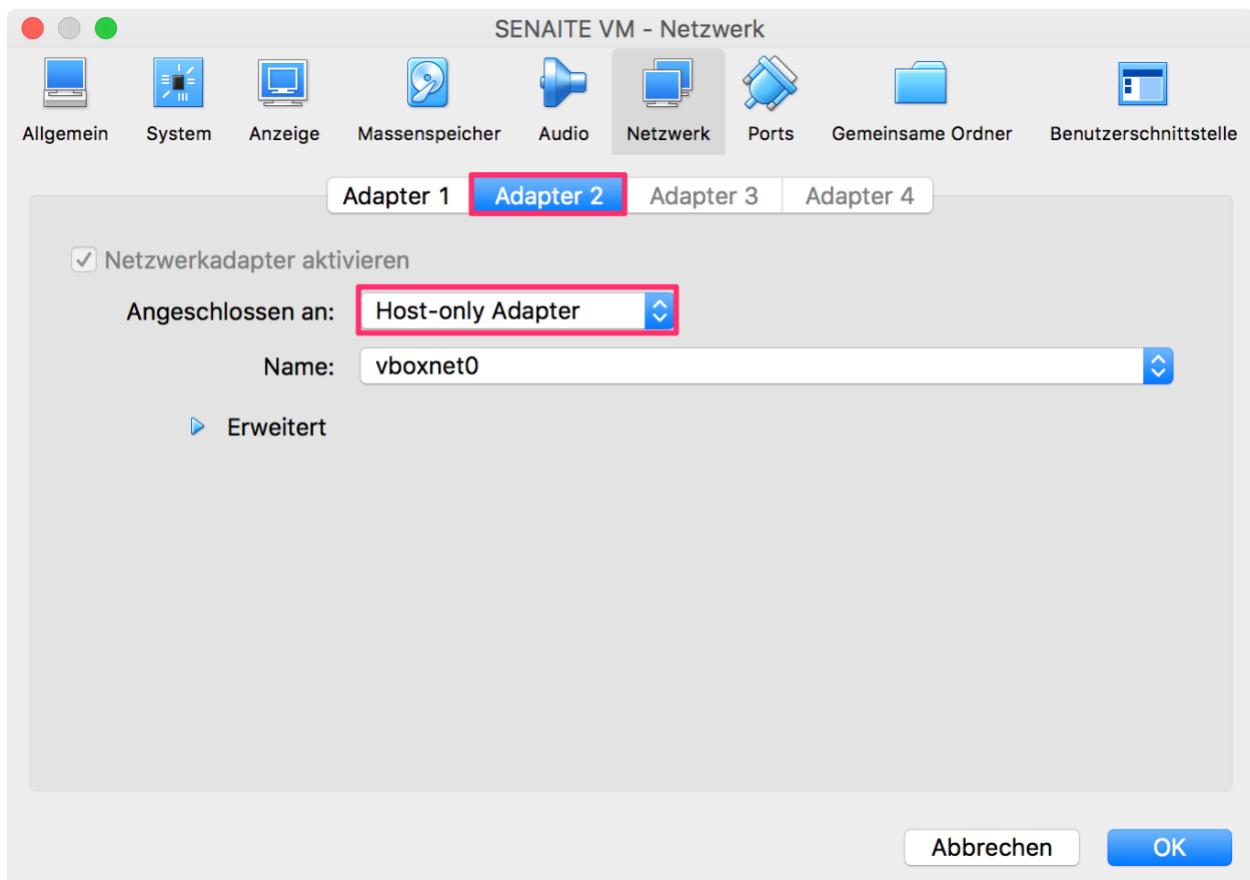 SENAITE VM - Netzwerk
Allgemein System Anzeige Massenspeicher Audio Netzwerk Ports Gemeinsame Ordner Benutzerschnittstelle
Adapter 1 Adapter 2 Adapter 3 Adapter 4
Netzwerkadapter aktivieren
Angeschlossen an: Host-only Adapter
Name: vboxnet0
Erweitert
Abbrechen OK